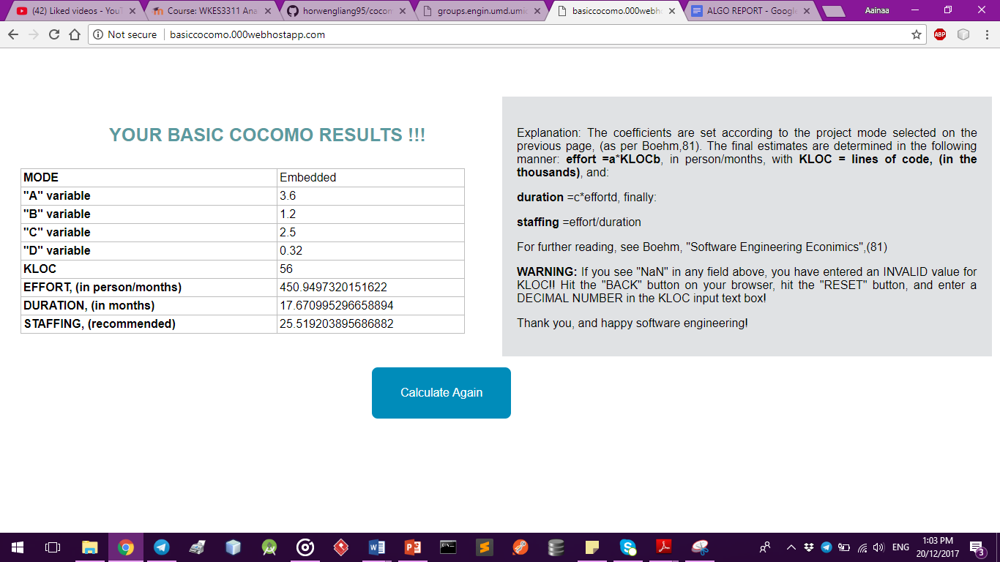 (42) Liked videos - YouT
Course: WKES3311 Ana
horwengliang95/cocom
groups.engin.umd.umic
basiccocomo.000webho
ALGO REPORT - Google
Aainaa
Not secure
basiccocomo.000webhostapp.com
ABP
YOUR BASIC COCOMO RESULTS !!!
MODE Embedded
"A" variable 3.6
"B" variable 1.2
"C" variable 2.5
"D" variable 0.32
KLOC 56
EFFORT, (in person/months) 450.9497320151622
DURATION, (in months) 17.670995296658894
STAFFING, (recommended) 25.519203895686882
Explanation: The coefficients are set according to the project mode selected on the
previous page, (as per Boehm,81). The final estimates are determined in the following
manner: effort =a*KLOCb, in person/months, with KLOC = lines of code, (in the
thousands), and:
duration =c*effortd, finally:
staffing =effort/duration
For further reading, see Boehm, "Software Engineering Econimics",(81)
WARNING: If you see "NaN" in any field above, you have entered an INVALID value for
KLOC!! Hit the "BACK" button on your browser, hit the "RESET" button, and enter a
DECIMAL NUMBER in the KLOC input text box!
Thank you, and happy software engineering!
Calculate Again
ENG
1:03 PM
20/12/2017
3